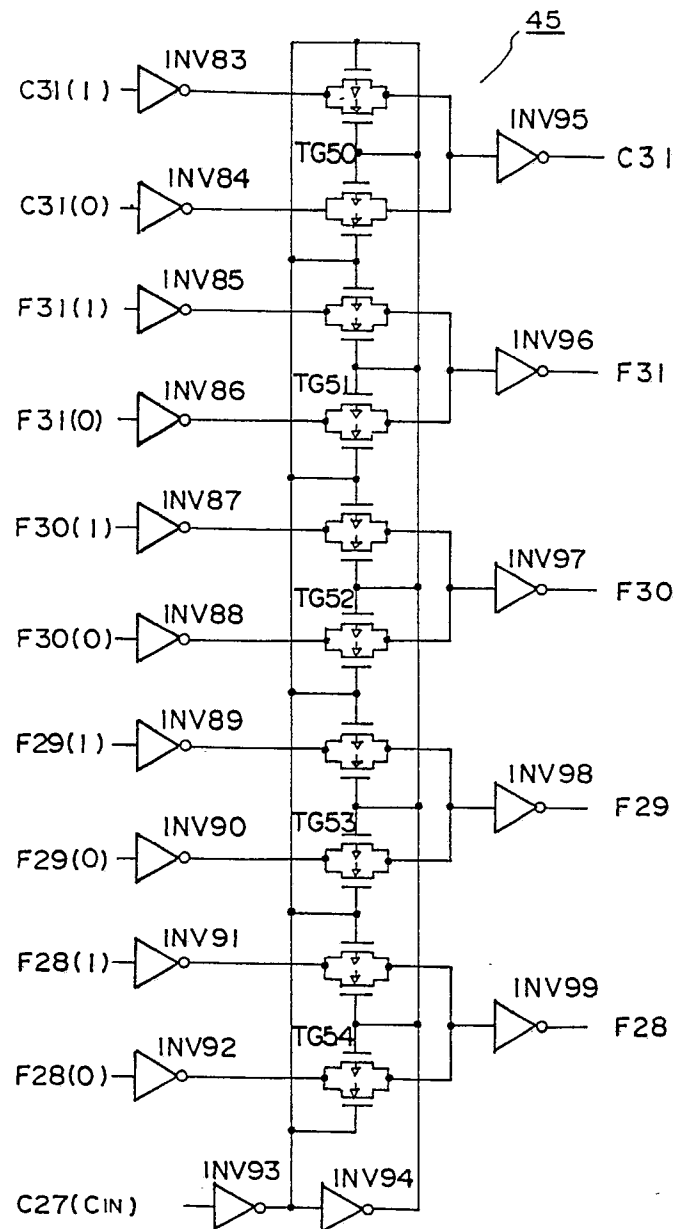 45
INV83
C31(1)
INV95
C31
TG50
INV84
C31(0)
INV85
F31(1)
INV96
F31
TG51
INV86
F31(0)
INV87
F30(1)
INV97
F30
TG52
INV88
F30(0)
INV89
F29(1)
INV98
F29
TG53
INV90
F29(0)
INV91
F28(1)
INV99
F28
TG54
INV92
F28(0)
INV93
INV94
C27(CIN)